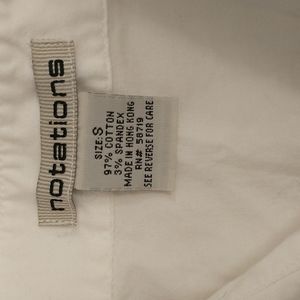 notations
SIZE: S
97% COTTON
3% SPANDEX
MADE IN HONG KONG
RN# 58719
SEE REVERSE FOR CARE